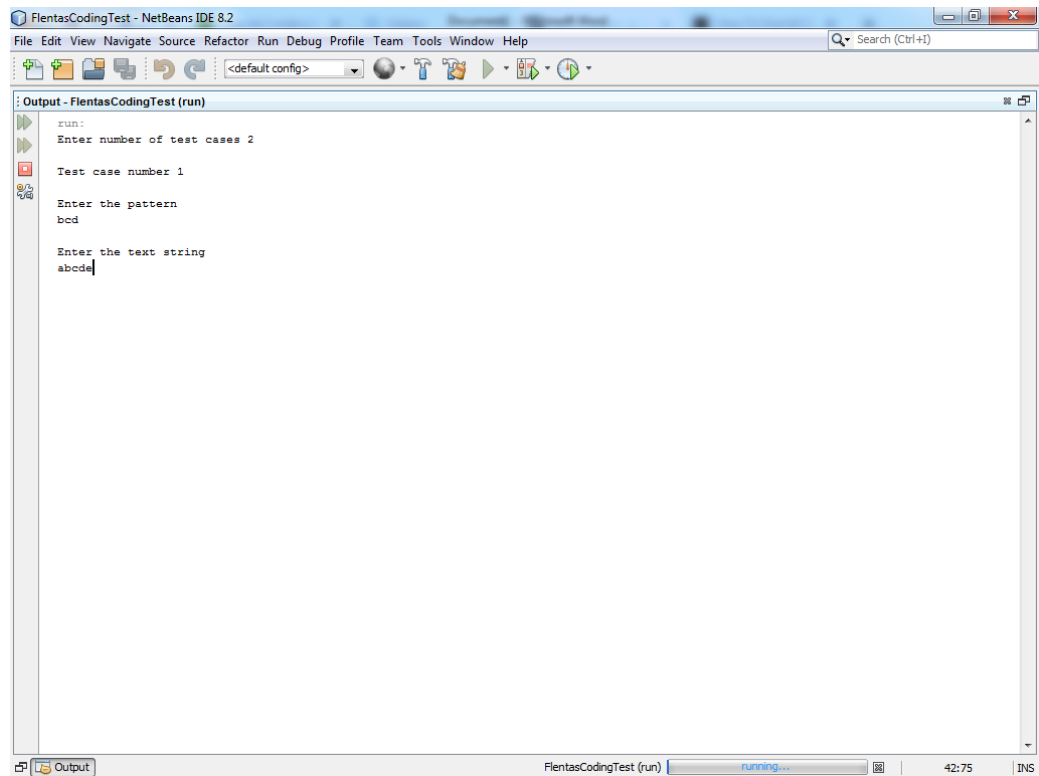 FlentasCodingTest - NetBeans IDE 8.2
File Edit View Navigate Source Refactor Run Debug Profile Team Tools Window Help
Search (Ctrl+I)
<default config>
Output - FlentasCodingTest (run)
run:
Enter number of test cases 2
Test case number 1
Enter the pattern
bcd
Enter the text string
abcde
Output
FlentasCodingTest (run) running... 42:75 INS